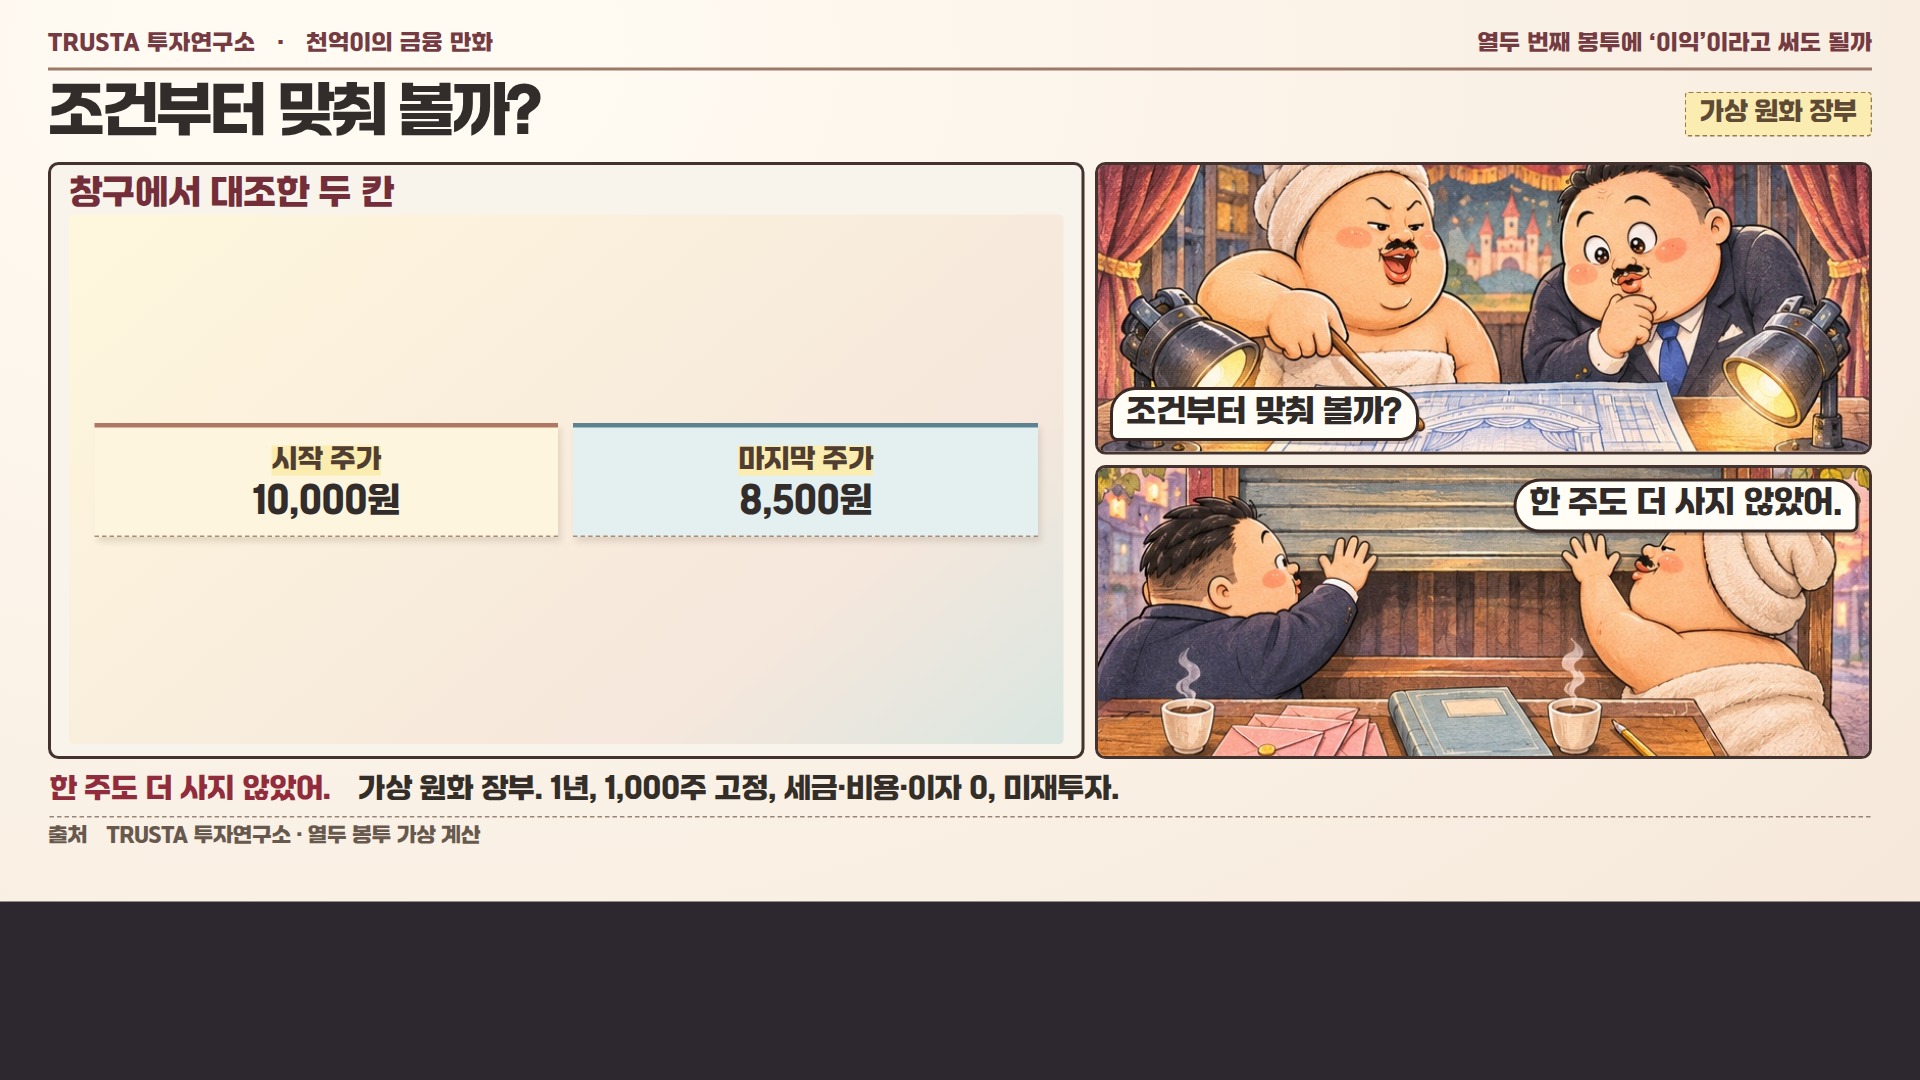 TRUSTA 투자연구소 · 천억이의 금융 만화
열두 번째 봉투에 ‘이익’이라고 써도 될까
조건부터 맞춰 볼까?
가상 원화 장부
창구에서 대조한 두 칸
시작 주가
10,000원
마지막 주가
8,500원
조건부터 맞춰 볼까?
한 주도 더 사지 않았어.
한 주도 더 사지 않았어. 가상 원화 장부. 1년, 1,000주 고정, 세금·비용·이자 0, 미재투자.
출처 TRUSTA 투자연구소 · 열두 봉투 가상 계산